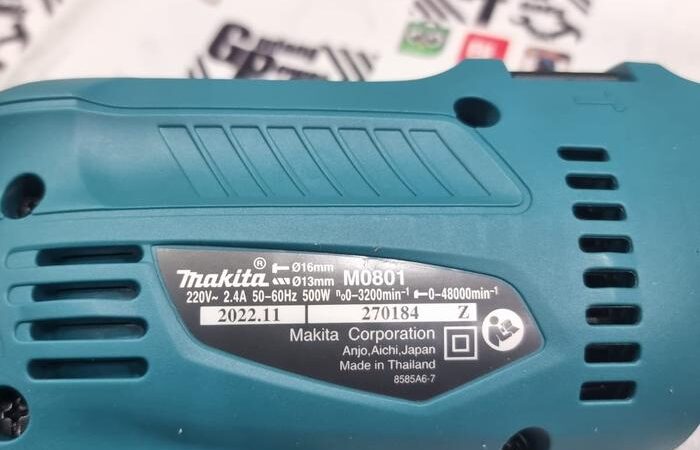 makita ® Ø16mm M0801
Ø13mm
220V~ 2.4A 50-60Hz 500W n₀0-3200min⁻¹ 0-48000min⁻¹
2022.11 270184 Z
Makita Corporation
Anjo,Aichi,Japan
Made in Thailand
8585A6-7